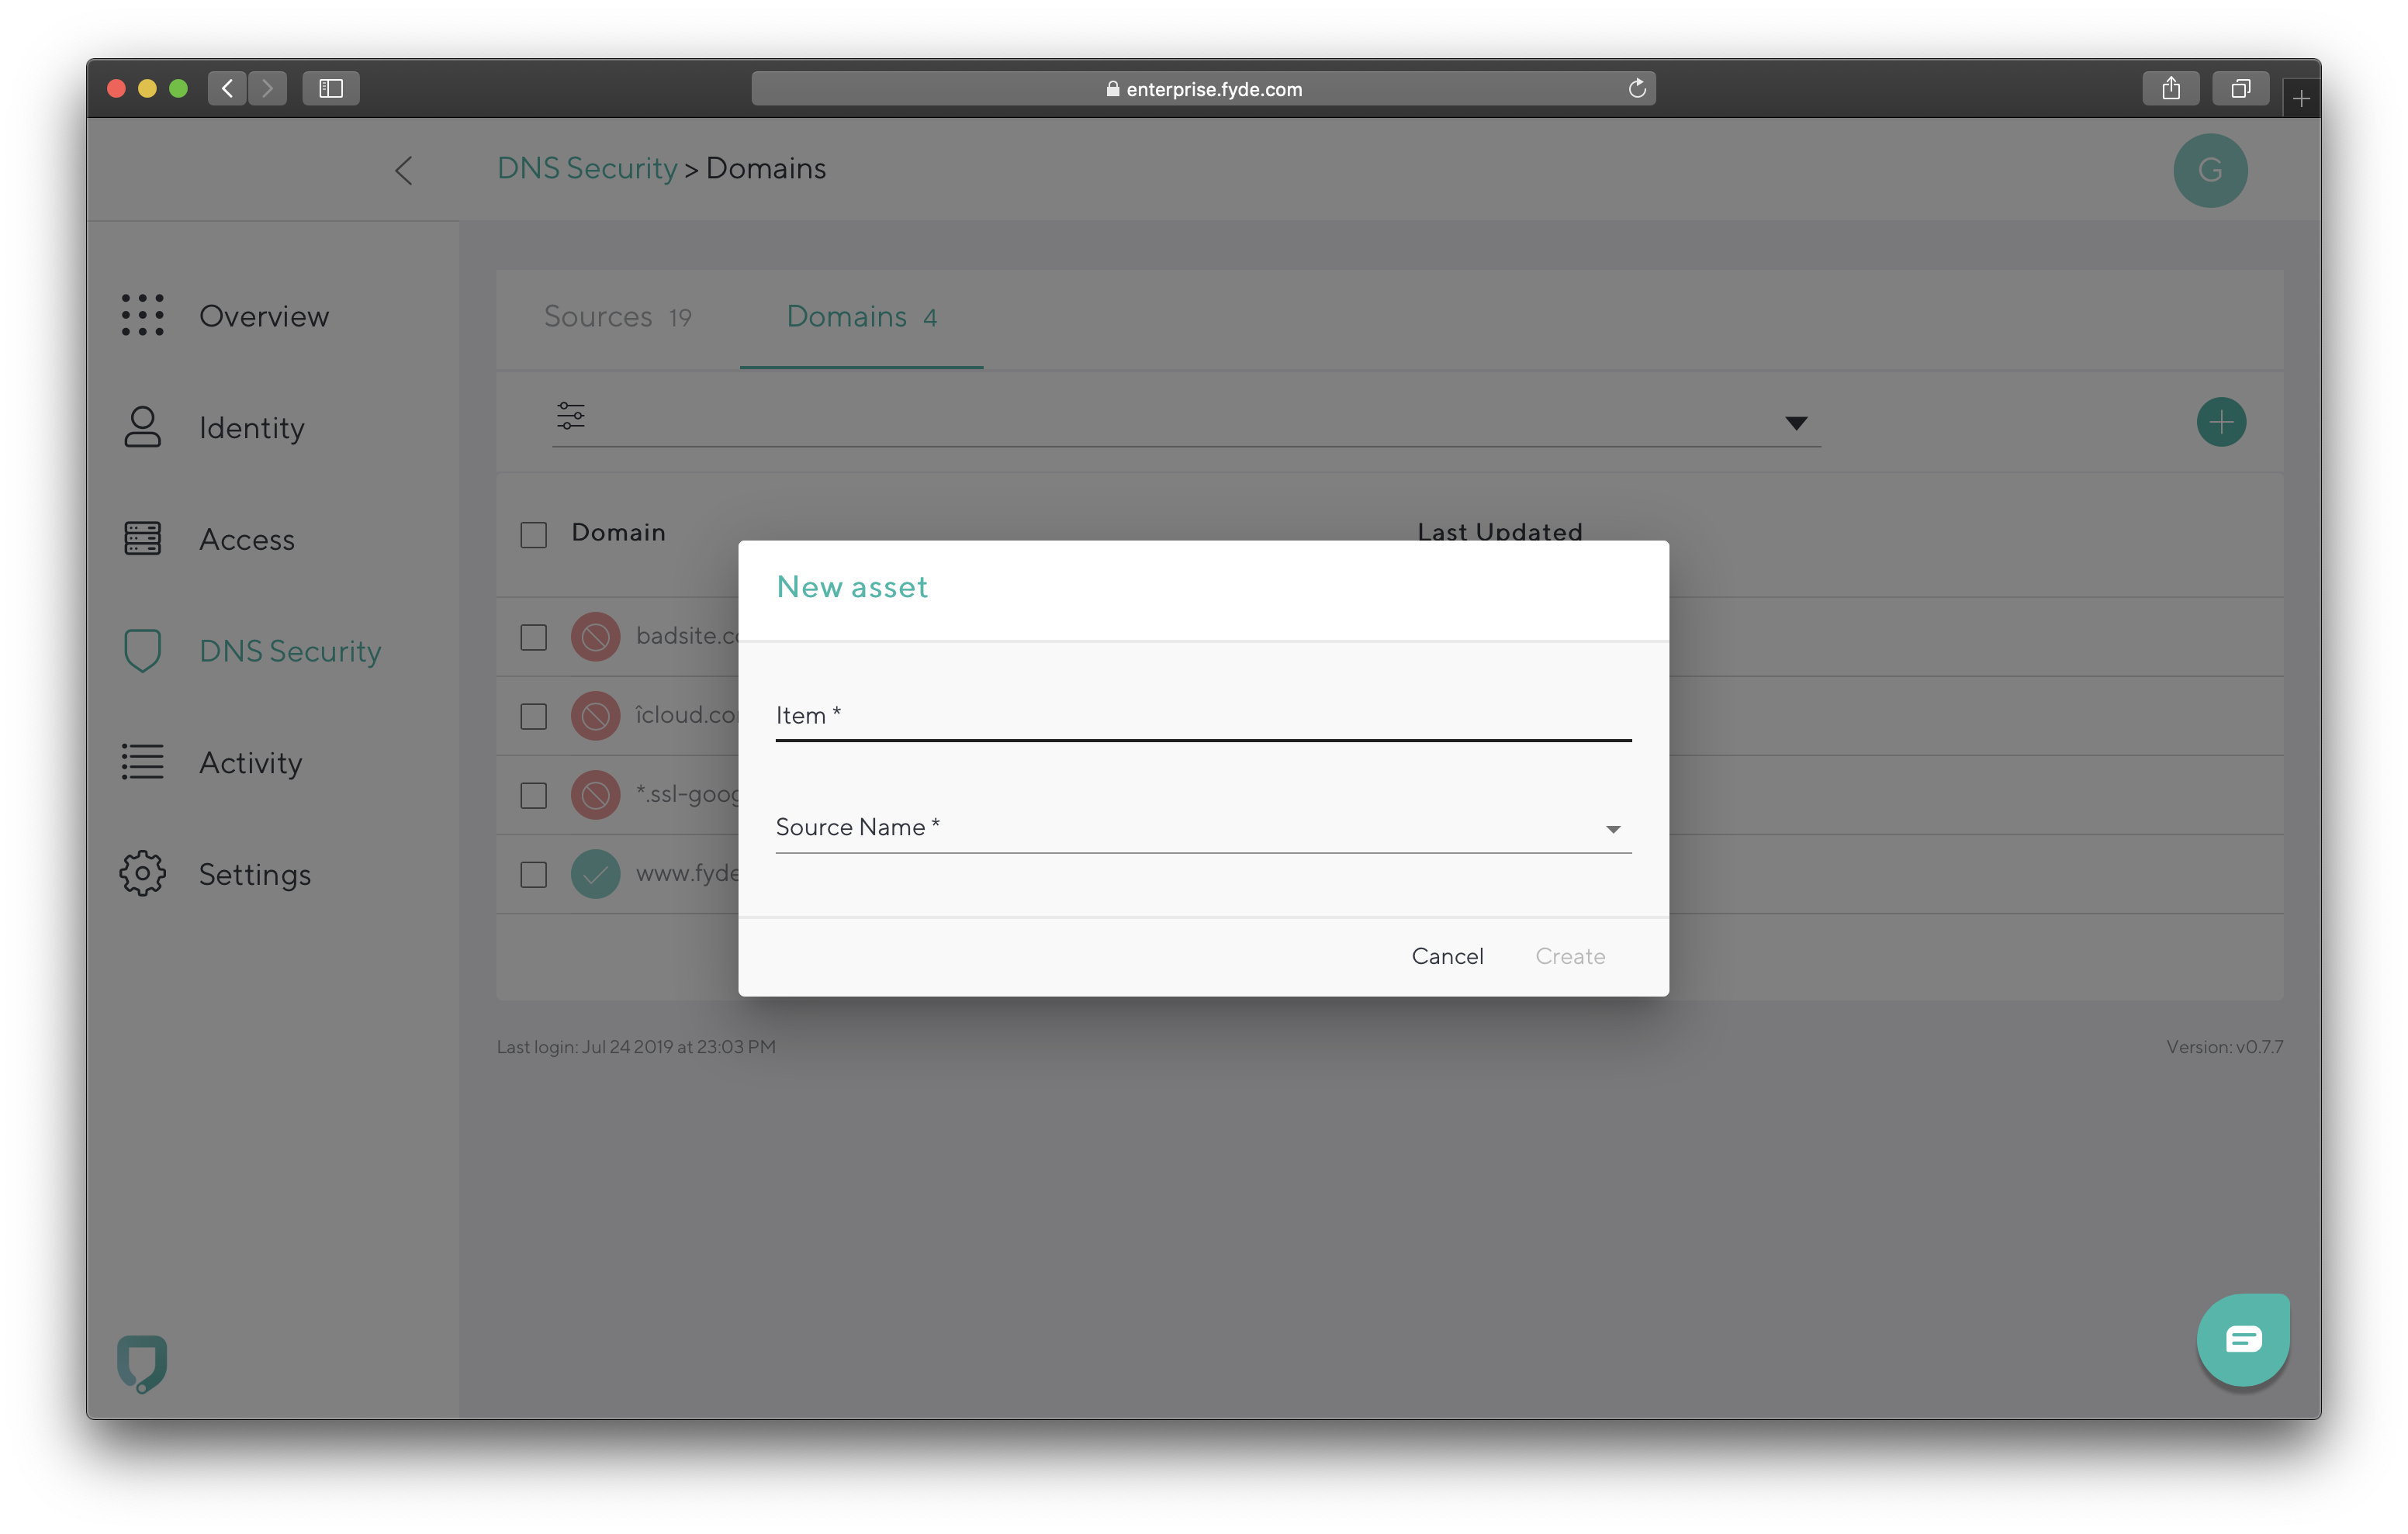 enterprise.fyde.com
DNS Security > Domains
G
Overview
Identity
Access
DNS Security
Activity
Settings
Sources 19
Domains 4
Domain
Last Updated
badsite.c
îcloud.co
*.ssl-goog
www.fyde
New asset
Item *
Source Name *
Cancel
Create
Last login: Jul 24 2019 at 23:03 PM
Version: v0.7.7